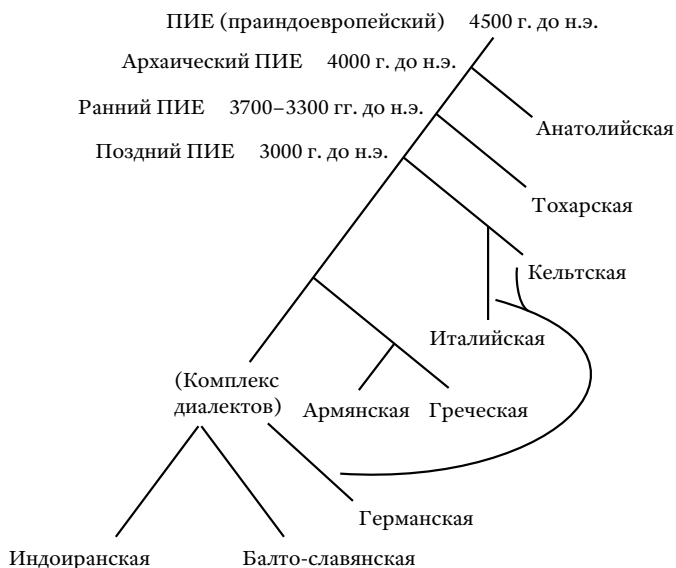 ПИЕ (праиндоевропейский) 4500 г. до н.э.
Архаический ПИЕ 4000 г. до н.э.
Ранний ПИЕ 3700–3300 гг. до н.э.
Анатолийская
Поздний ПИЕ 3000 г. до н.э.
Тохарская
Кельтская
Италийская
(Комплекс
диалектов)
Армянская
Греческая
Германская
Индоиранская
Балто-славянская